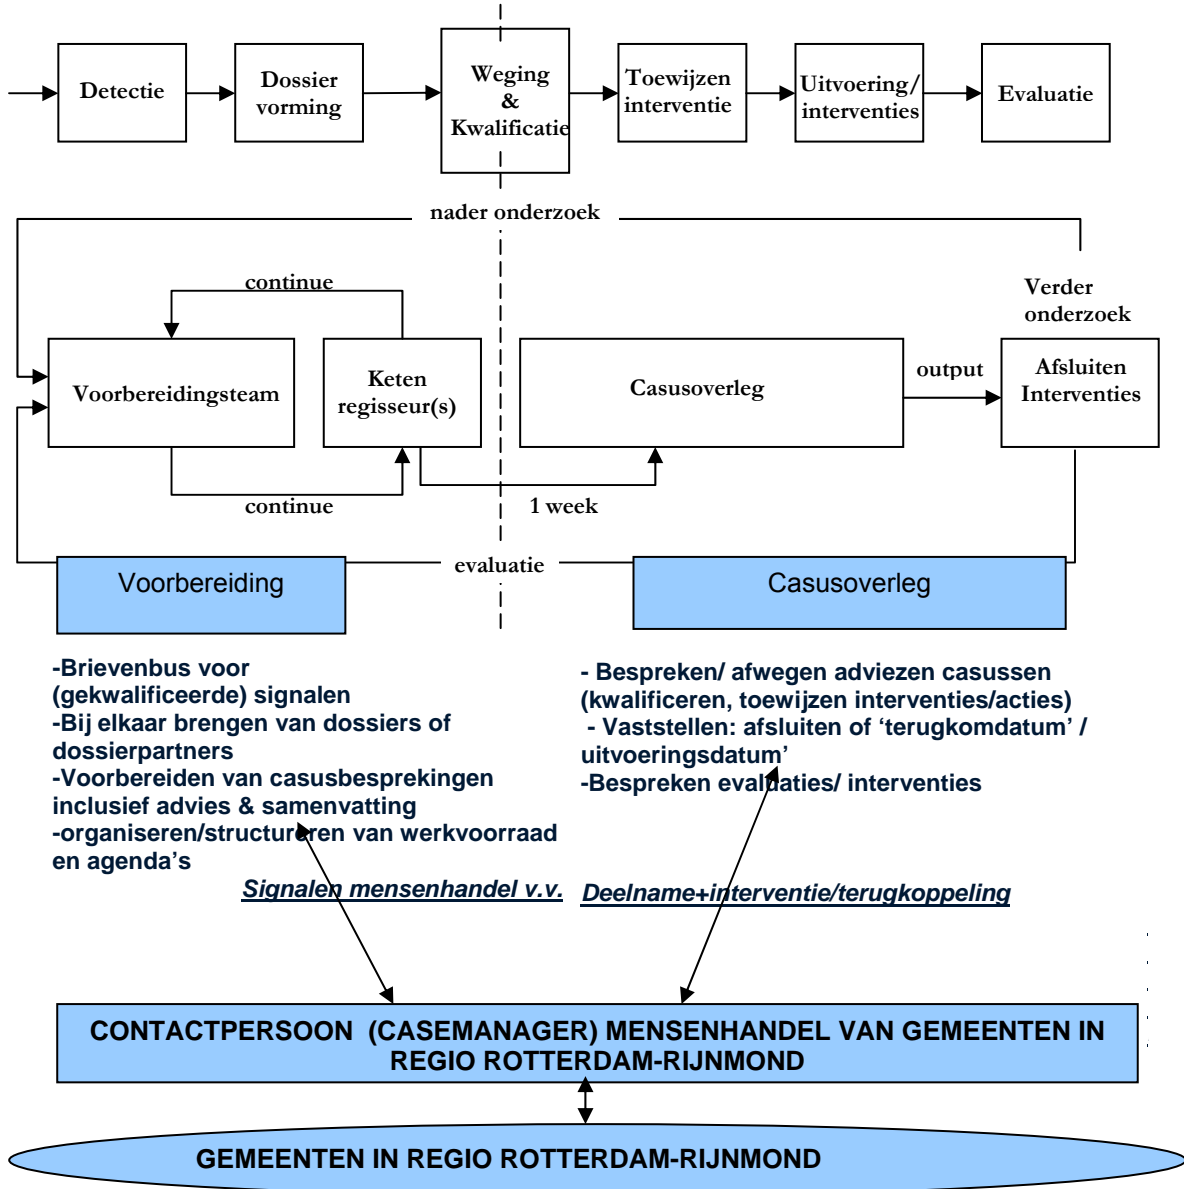 Detectie
Dossier
vorming
Weging
&
Kwalificatie
Toewijzen
interventie
Uitvoering/
interventies
Evaluatie
nader onderzoek
continue
Verder
onderzoek
Voorbereidingsteam
Keten
regisseur(s)
Casusoverleg
output
Afsluiten
Interventies
continue
1 week
evaluatie
Voorbereiding
Casusoverleg
-Brievenbus voor
(gekwalificeerde) signalen
-Bij elkaar brengen van dossiers of
dossierpartners
-Voorbereiden van casusbesprekingen
inclusief advies & samenvatting
-organiseren/structureren van werkvoorraad
en agenda's
- Bespreken/ afwegen adviezen casussen
(kwalificeren, toewijzen interventies/acties)
- Vaststellen: afsluiten of ‘terugkomdatum’ /
uitvoeringsdatum’
-Bespreken evaluaties/ interventies
Signalen mensenhandel v.v.
Deelname+interventie/terugkoppeling
CONTACTPERSOON (CASEMANAGER) MENSENHANDEL VAN GEMEENTEN IN
REGIO ROTTERDAM-RIJNMOND
GEMEENTEN IN REGIO ROTTERDAM-RIJNMOND